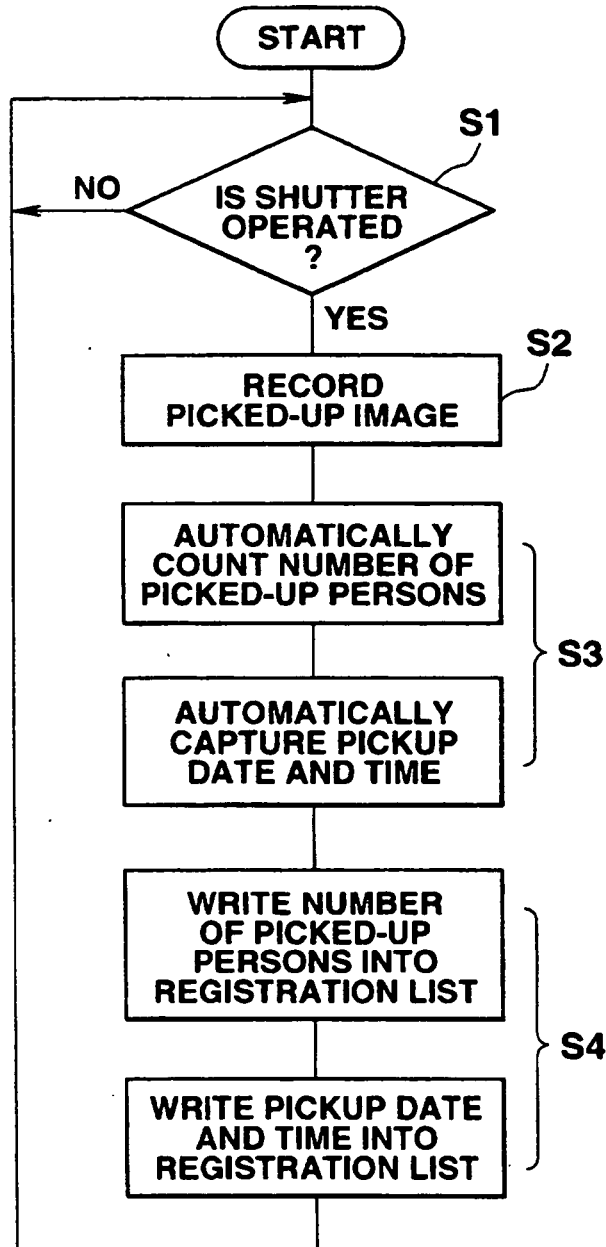 START
S1
NO
IS SHUTTER
OPERATED
?
YES
S2
RECORD
PICKED-UP IMAGE
AUTOMATICALLY
COUNT NUMBER OF
PICKED-UP PERSONS
S3
AUTOMATICALLY
CAPTURE PICKUP
DATE AND TIME
WRITE NUMBER
OF PICKED-UP
PERSONS INTO
REGISTRATION LIST
S4
WRITE PICKUP DATE
AND TIME INTO
REGISTRATION LIST